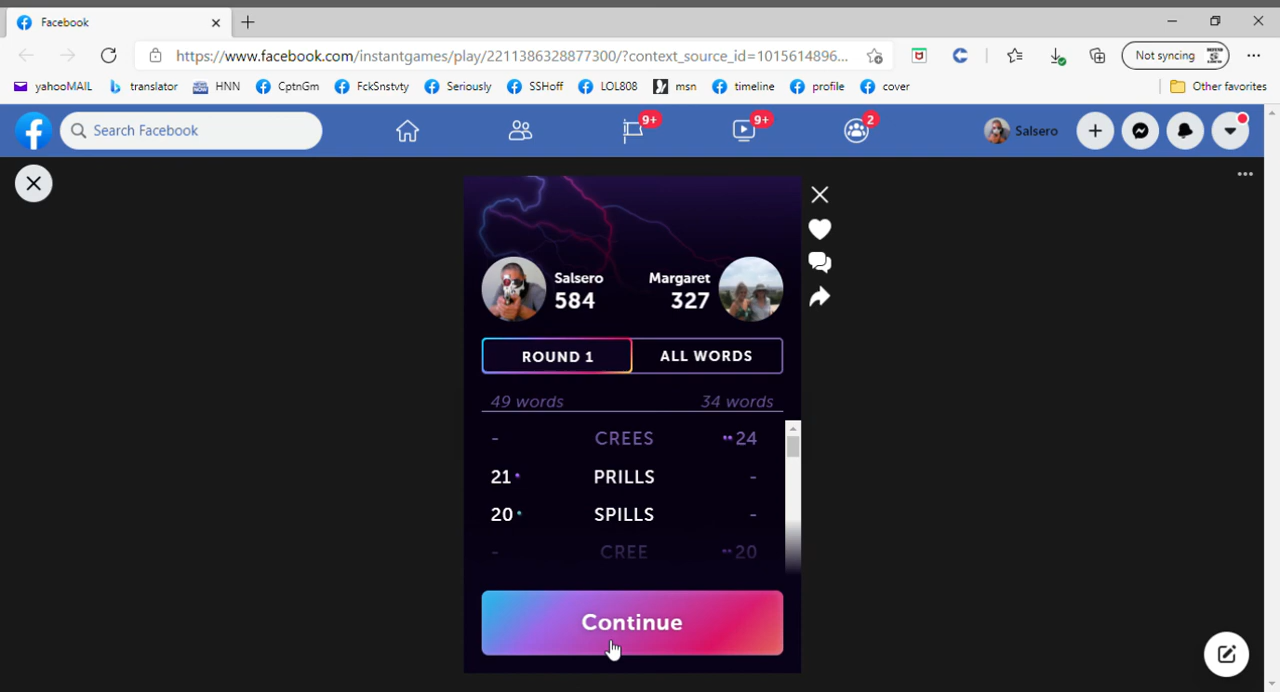 Facebook
https://www.facebook.com/instantgames/play/2211386328877300/?context_source_id=1015614896...
Not syncing
yahooMAIL translator HNN CptnGm FckSnstvty Seriously SSHoff LOL808 msn timeline profile cover Other favorites
Search Facebook 9+ 9+ 2 Salsero
Salsero Margaret
584 327
ROUND 1 ALL WORDS
49 words 34 words
- CREES 24
21 PRILLS -
20 SPILLS -
- CREE 20
Continue